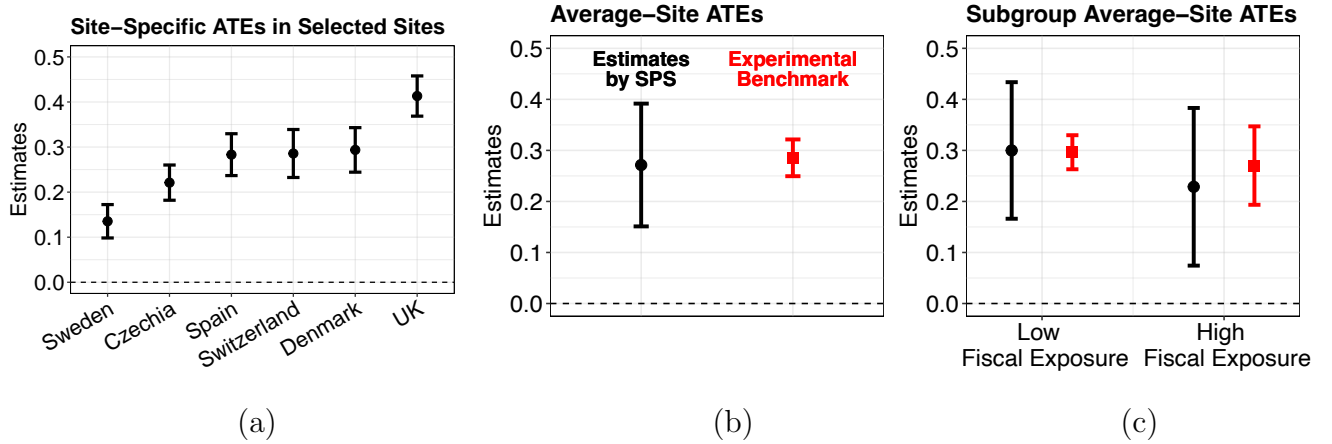 Site−Specific ATEs in Selected Sites
Estimates
0.5
0.4
0.3
0.2
0.1
0.0
Sweden
Czechia
Spain
Switzerland
Denmark
UK
(a)
Average−Site ATEs
Estimates
0.5
0.4
0.3
0.2
0.1
0.0
Estimates
by SPS
Experimental
Benchmark
(b)
Subgroup Average−Site ATEs
Estimates
0.5
0.4
0.3
0.2
0.1
0.0
Low
Fiscal Exposure
High
Fiscal Exposure
(c)